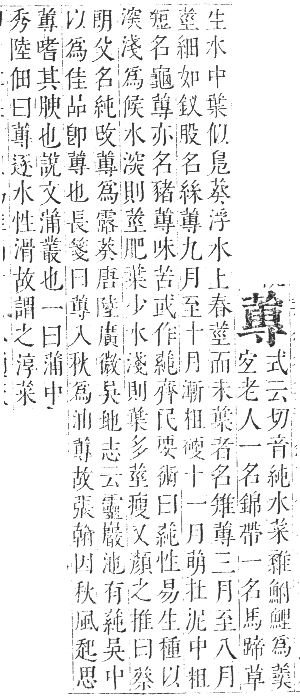 蓴
式云切音純水菜雜鯽鯉為羹
宐老人一名錦帶一名馬蹄草
生水中葉似鳧葵浮水上春莖而未葉者名雉蓴三月至八月
莖細如釵股名絲蓴九月至十月漸粗硬十一月萌壯泥中粗
短名龜蓴亦名豬蓴味苦或作蒓齊民要術曰蒓性易生種以
深淺爲候水深則莖肥葉少水淺則葉多莖瘦又顏之推曰蔡
朗父名純改蓴爲露葵唐陸廣微吳地志云靈巖池有蒓吳中
以爲佳品卽蓴也長箋曰蓴入秋爲油蓴故張翰因秋風起思
蓴嗜其腴也說文蒲叢也一曰蒲中
秀陸佃曰蓴逐水性滑故謂之淳菜